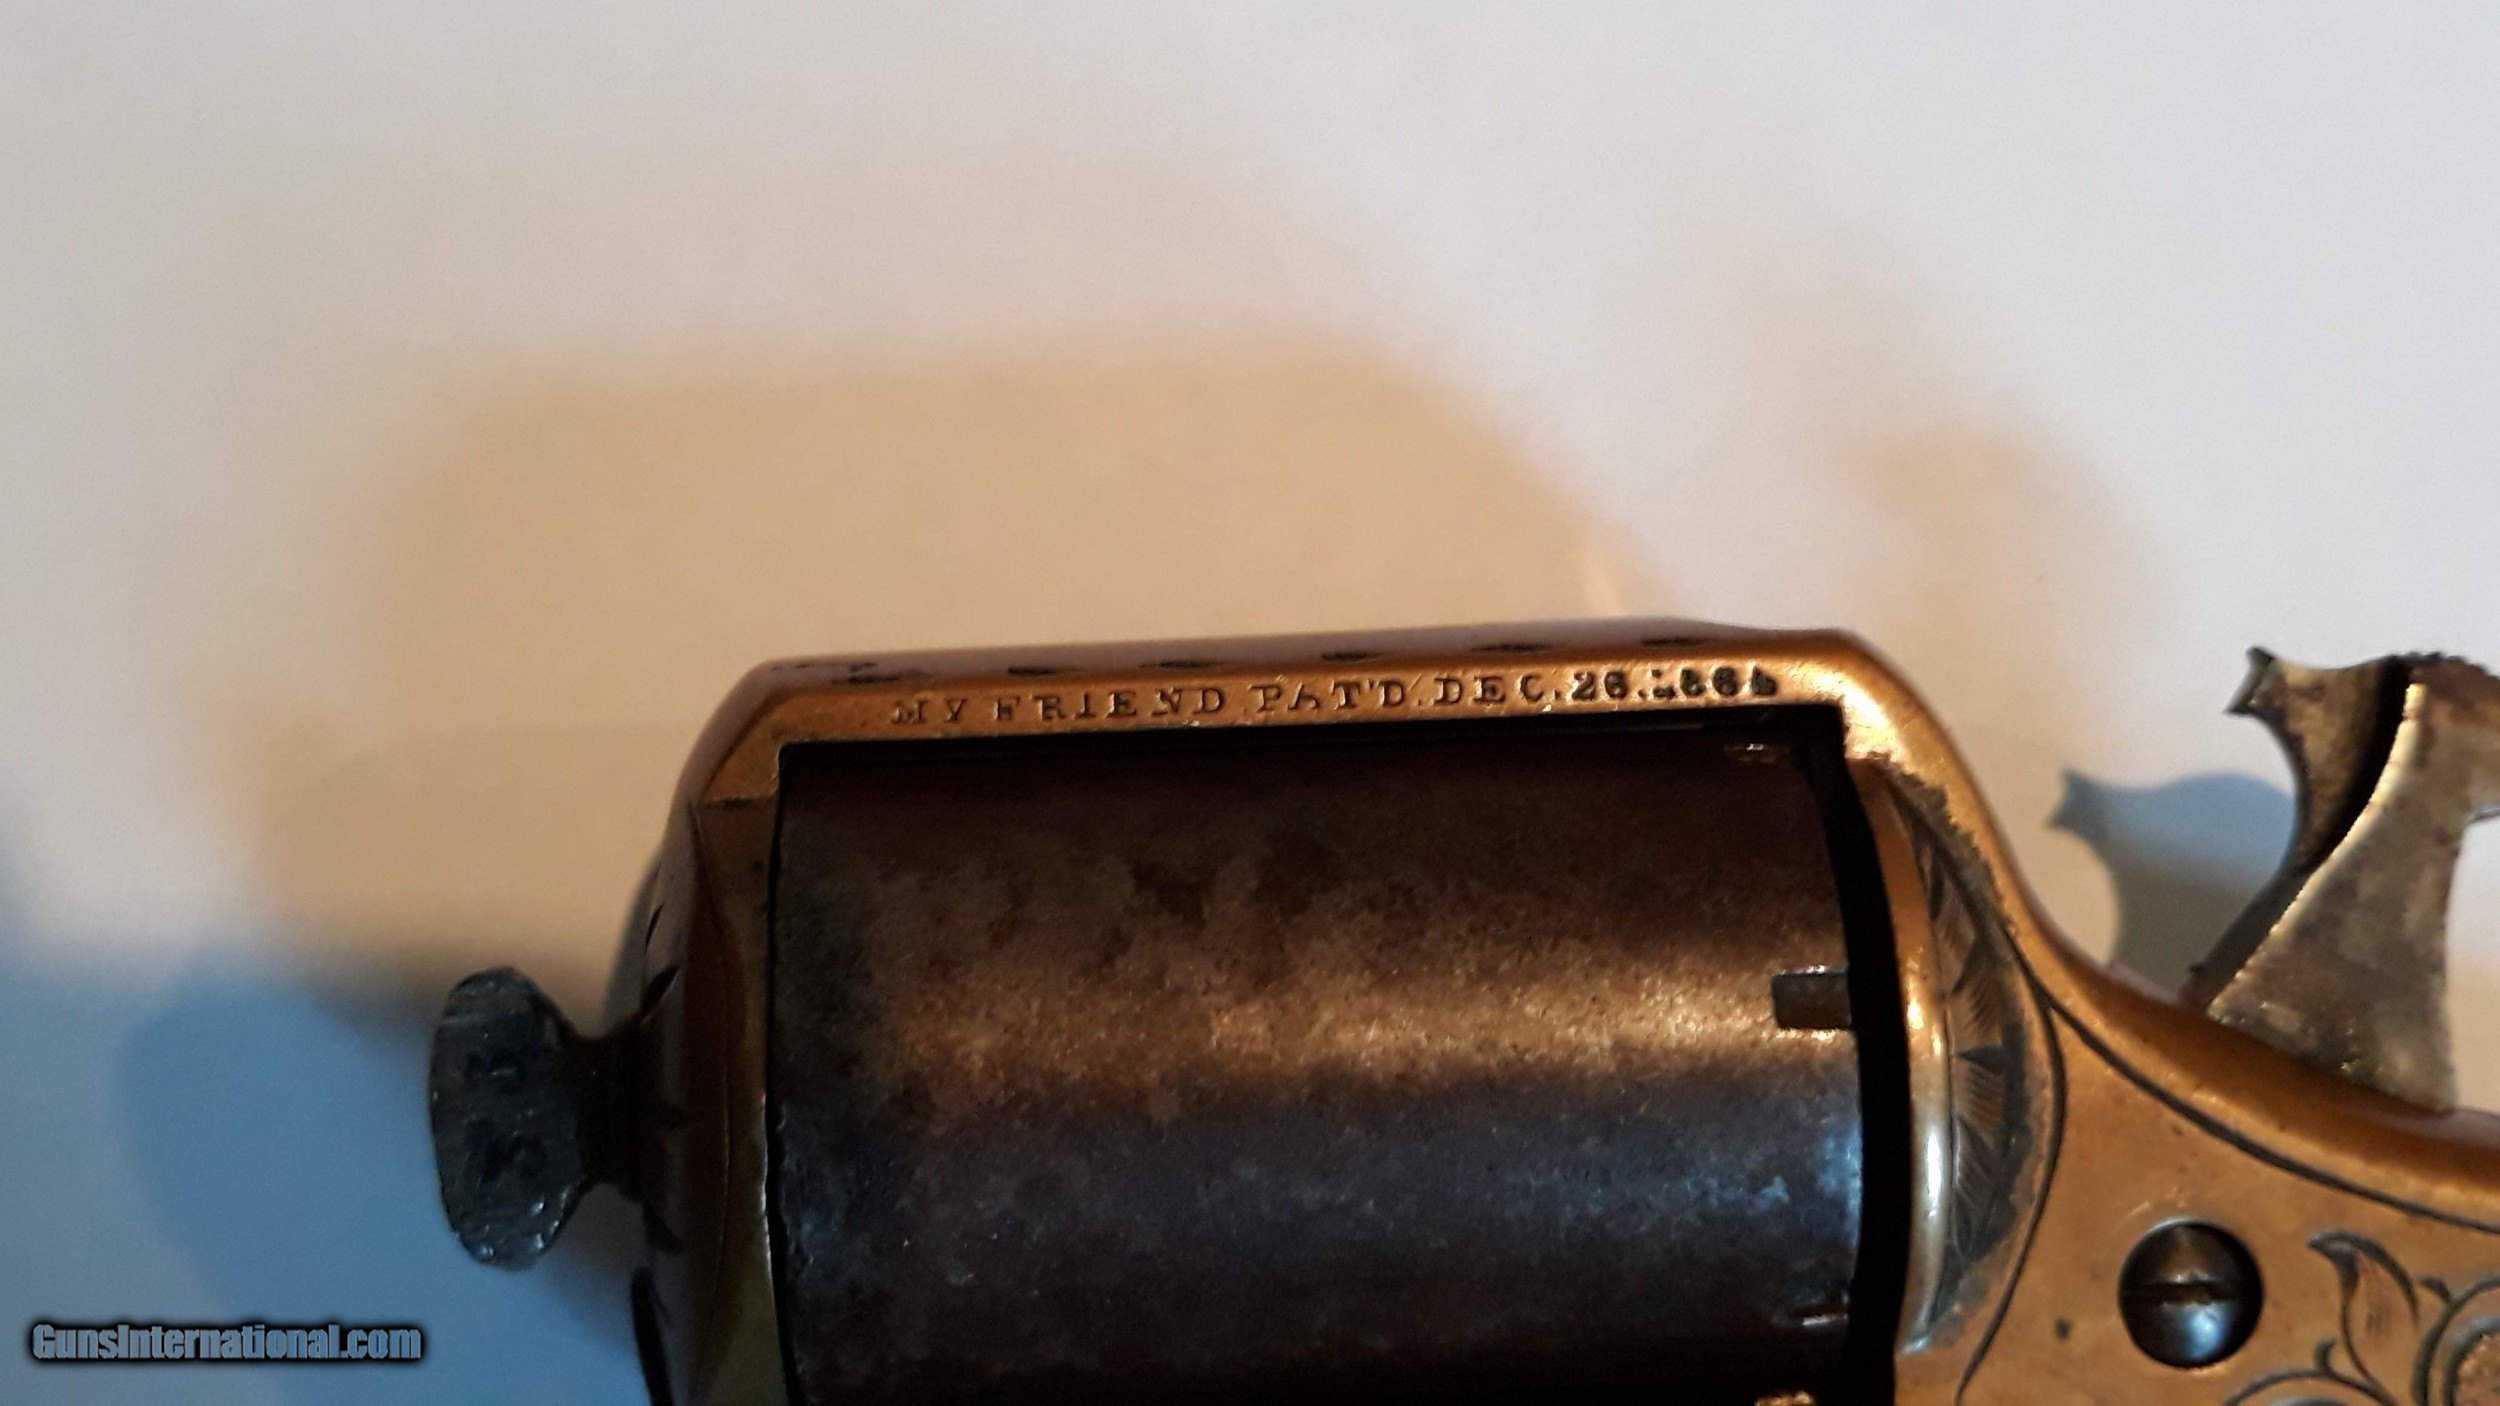 MY FRIEND PAT'D. DEC. 26. 1865
GunsInternational.com